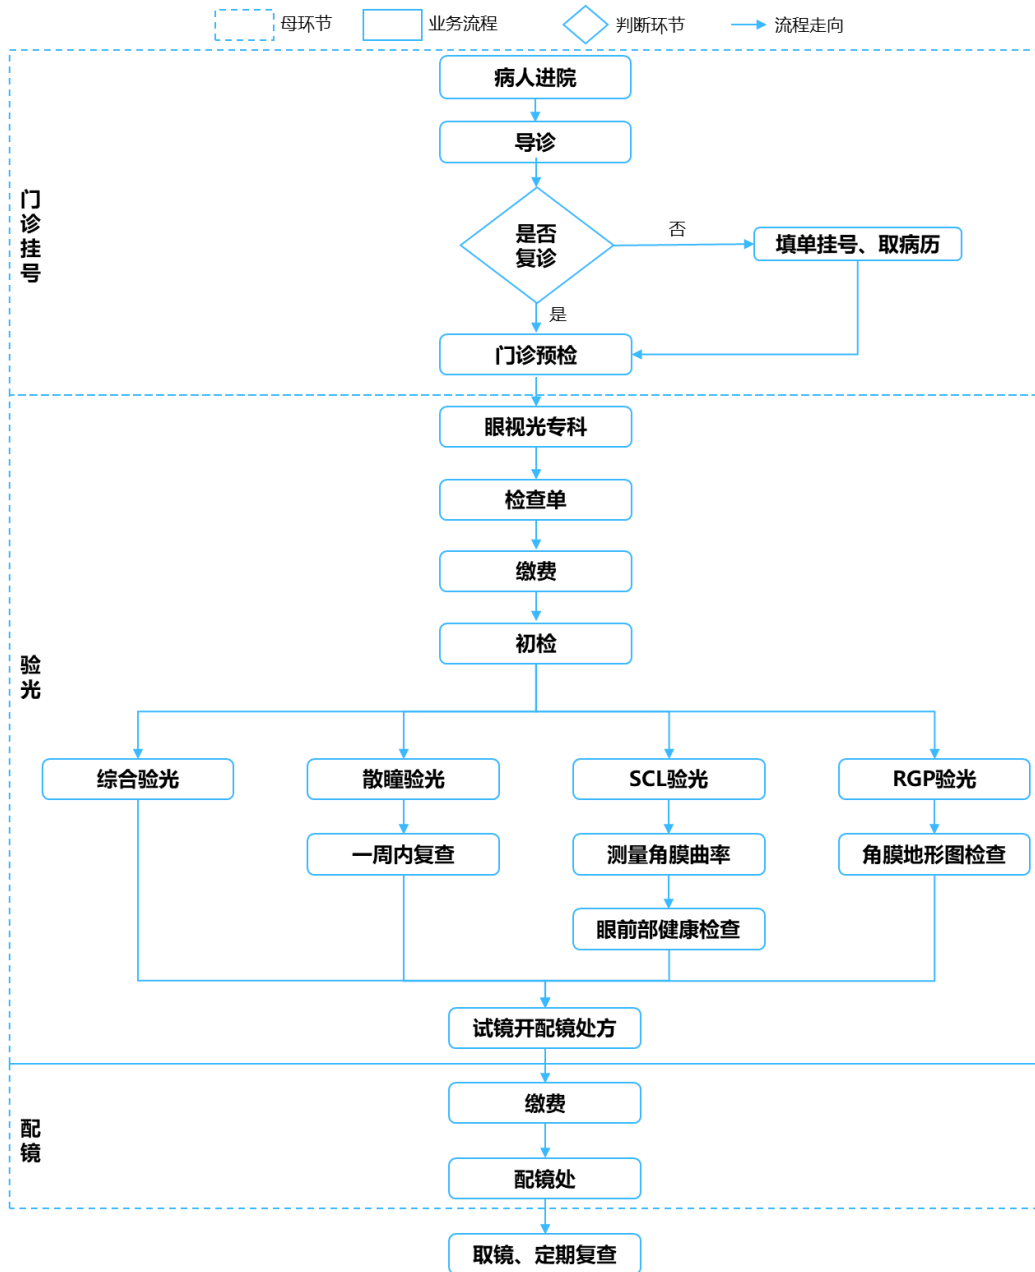 母环节
业务流程
判断环节
流程走向
病人进院
导诊
门
诊
挂
号
是否
复诊
否
填单挂号、取病历
是
门诊预检
眼视光专科
检查单
缴费
初检
验
光
综合验光
散瞳验光
SCL验光
RGP验光
一周内复查
测量角膜曲率
角膜地形图检查
眼前部健康检查
试镜开配镜处方
缴费
配
镜
配镜处
取镜、定期复查